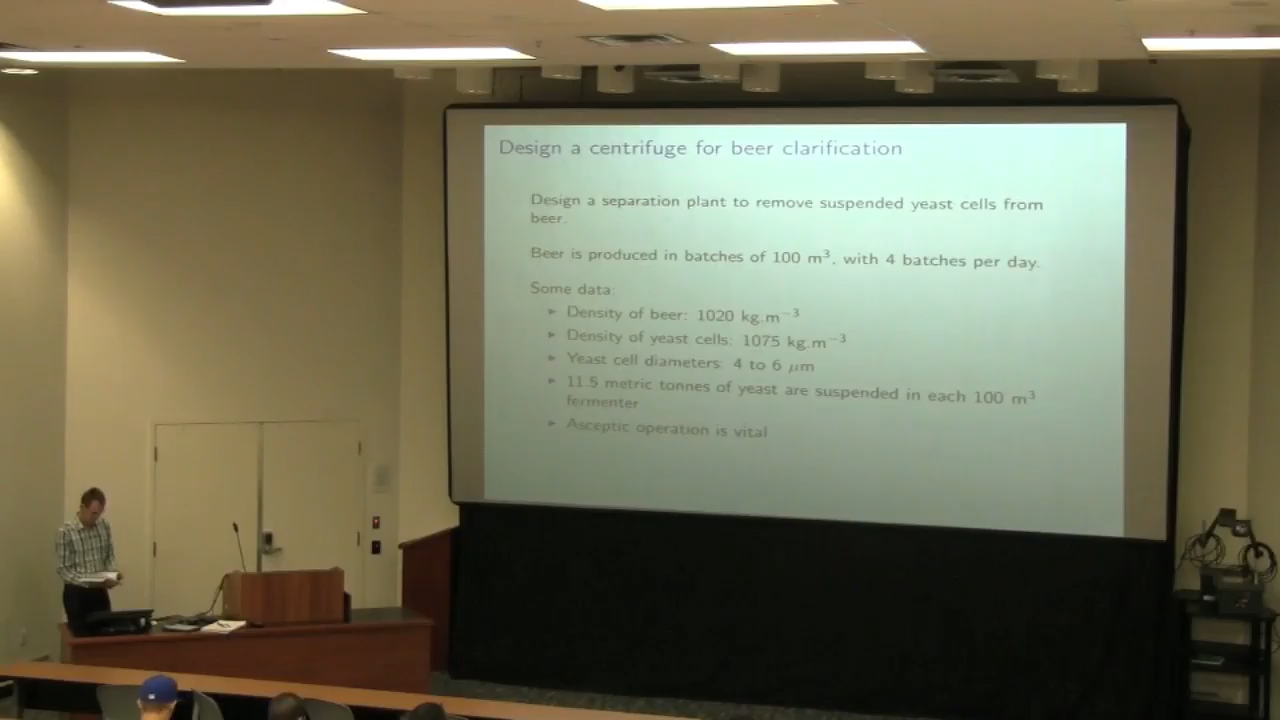 Design a centrifuge for beer clarification
Design a separation plant to remove suspended yeast cells from
beer.
Beer is produced in batches of 100 m³, with 4 batches per day.
Some data:
▸ Density of beer: 1020 kg.m⁻³
▸ Density of yeast cells: 1075 kg.m⁻³
▸ Yeast cell diameters: 4 to 6 μm
▸ 11.5 metric tonnes of yeast are suspended in each 100 m³
fermenter
▸ Asceptic operation is vital